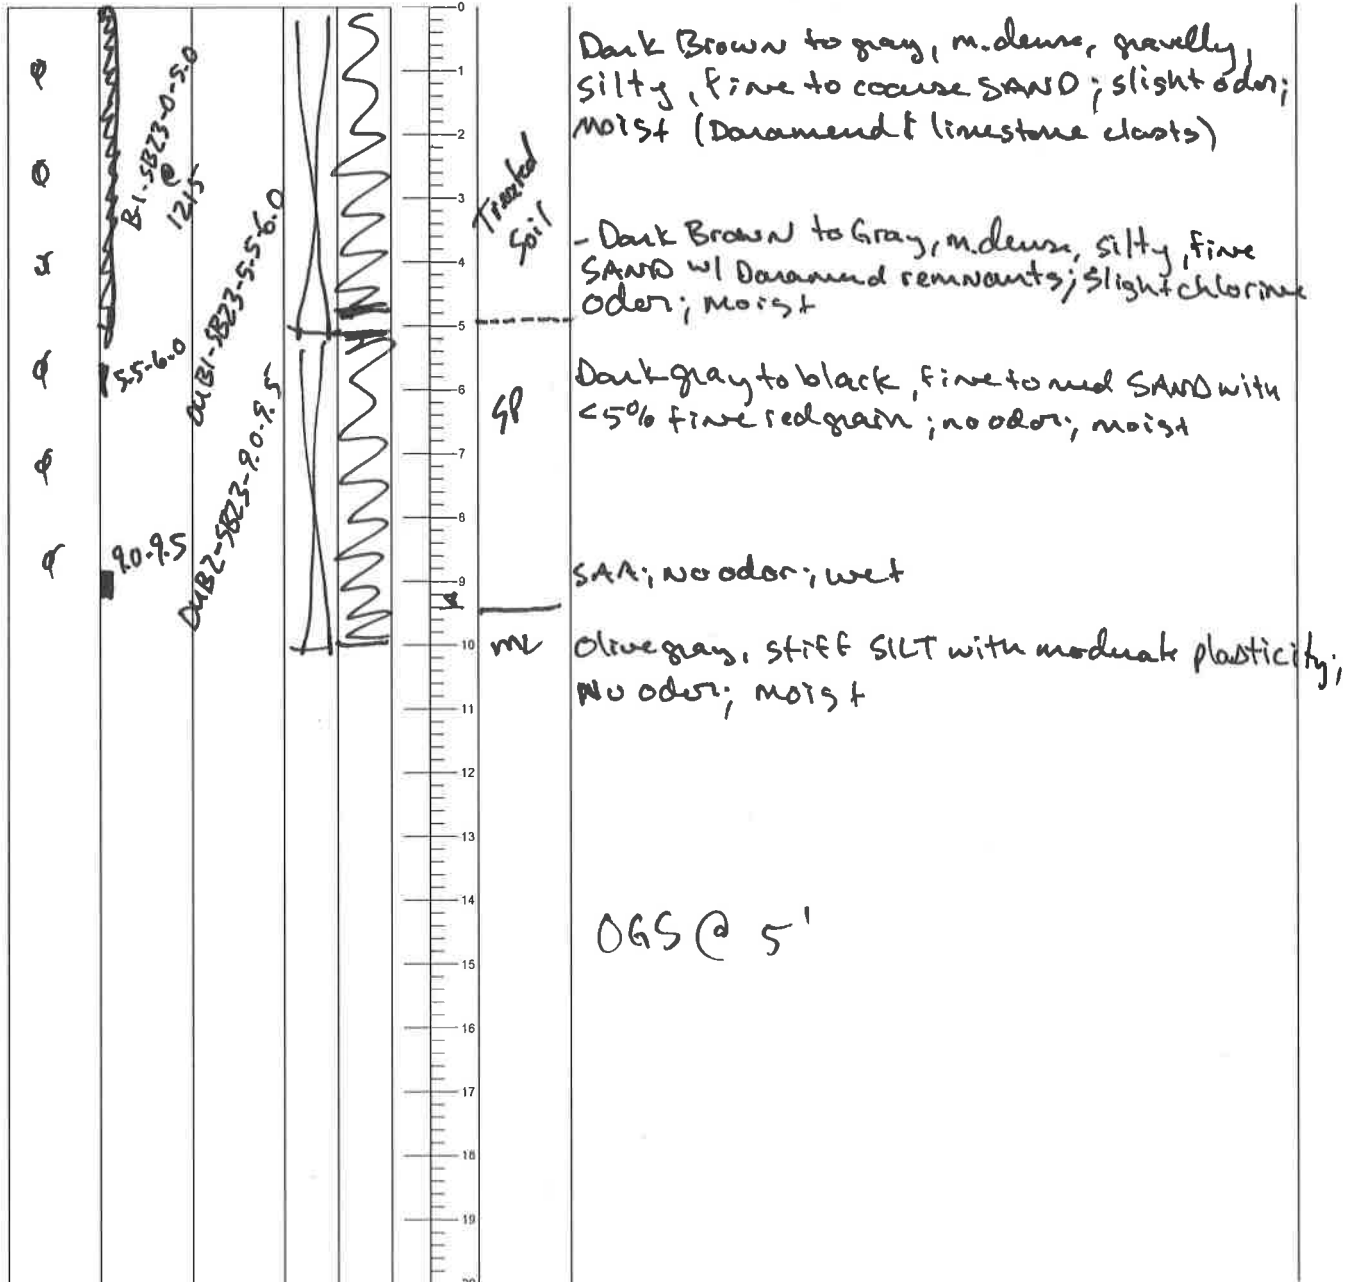 0
Dark Brown to gray, m.dense, gravelly,
silty, fine to coarse SAND; slight odor;
moist (Daramend & limestone clasts)
φ
1
B1-SB23-0-5.0
@
1215
2
φ
3
Treated
Soil
- Dark Brown to Gray, m.dense, silty, fine
SAND w/ Daramend remnants; slight chlorine
odor; moist
4
DUB1-SB23-5.5-6.0
5
φ
5.5-6.0
Dark gray to black, fine to med SAND with
<5% fine red grain; no odor; moist
6
SP
7
φ
DUB2-SB23-9.0-9.5
8
φ
9.0-9.5
SAA; no odor; wet
9
10
ML
Olive gray, stiff SILT with moderate plasticity;
No odor; moist
11
12
13
14
OGS @ 5'
15
16
17
18
19
20